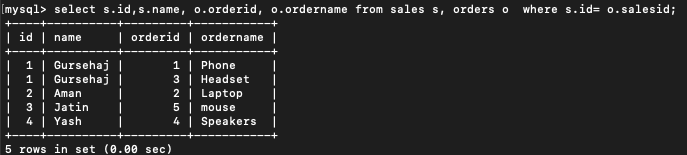 [mysql> select s.id,s.name, o.orderid, o.ordername from sales s, orders o  where s.id= o.salesid;
+----+----------+---------+-----------+
| id | name     | orderid | ordername |
+----+----------+---------+-----------+
|  1 | Gursehaj |       1 | Phone     |
|  1 | Gursehaj |       3 | Headset   |
|  2 | Aman     |       2 | Laptop    |
|  3 | Jatin    |       5 | mouse     |
|  4 | Yash     |       4 | Speakers  |
+----+----------+---------+-----------+
5 rows in set (0.00 sec)